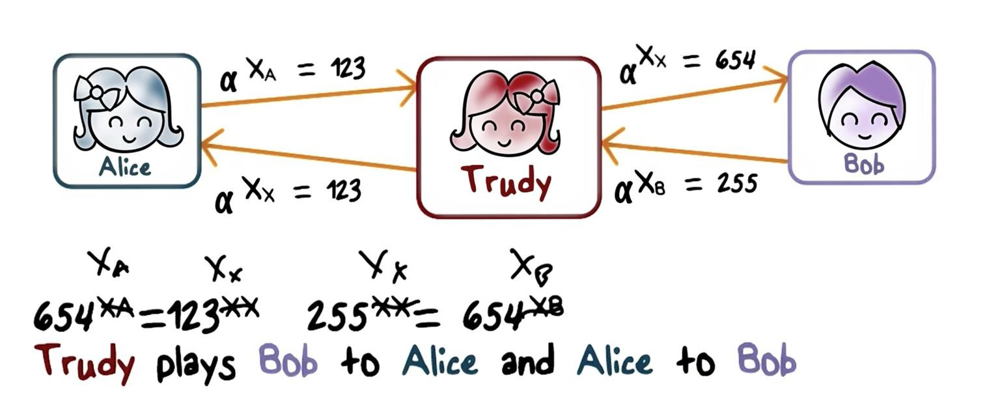 α^XA = 123
α^XX = 654
Alice
Trudy
Bob
α^XX = 123
α^XB = 255
XA XX XX XB
654^XA = 123^XX 255^XX = 654^XB
Trudy plays Bob to Alice and Alice to Bob